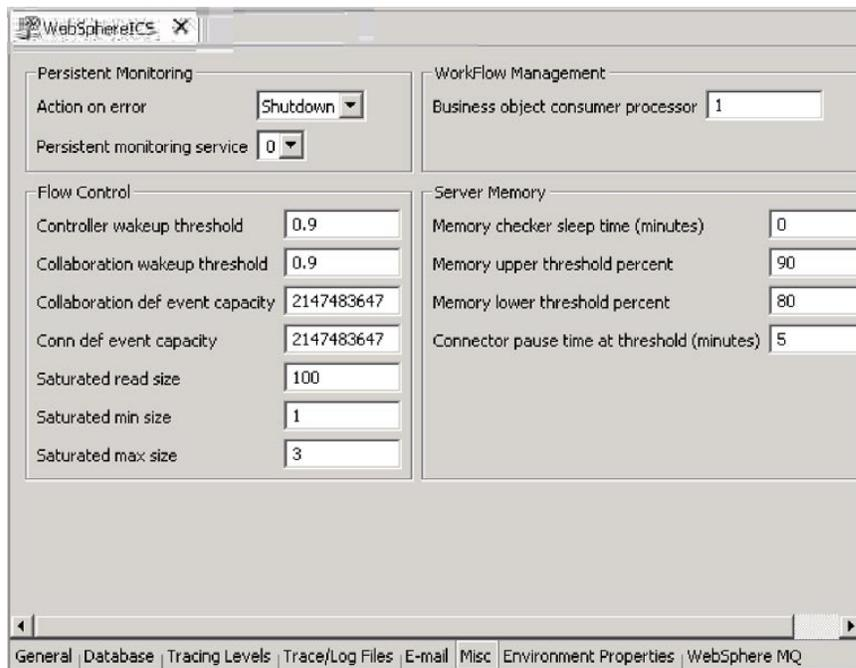 WebSphereICS
Persistent Monitoring
Action on error Shutdown
Persistent monitoring service 0
WorkFlow Management
Business object consumer processor 1
Flow Control
Controller wakeup threshold 0.9
Collaboration wakeup threshold 0.9
Collaboration def event capacity 2147483647
Conn def event capacity 2147483647
Saturated read size 100
Saturated min size 1
Saturated max size 3
Server Memory
Memory checker sleep time (minutes) 0
Memory upper threshold percent 90
Memory lower threshold percent 80
Connector pause time at threshold (minutes) 5
General Database Tracing Levels Trace/Log Files E-mail Misc Environment Properties WebSphere MQ